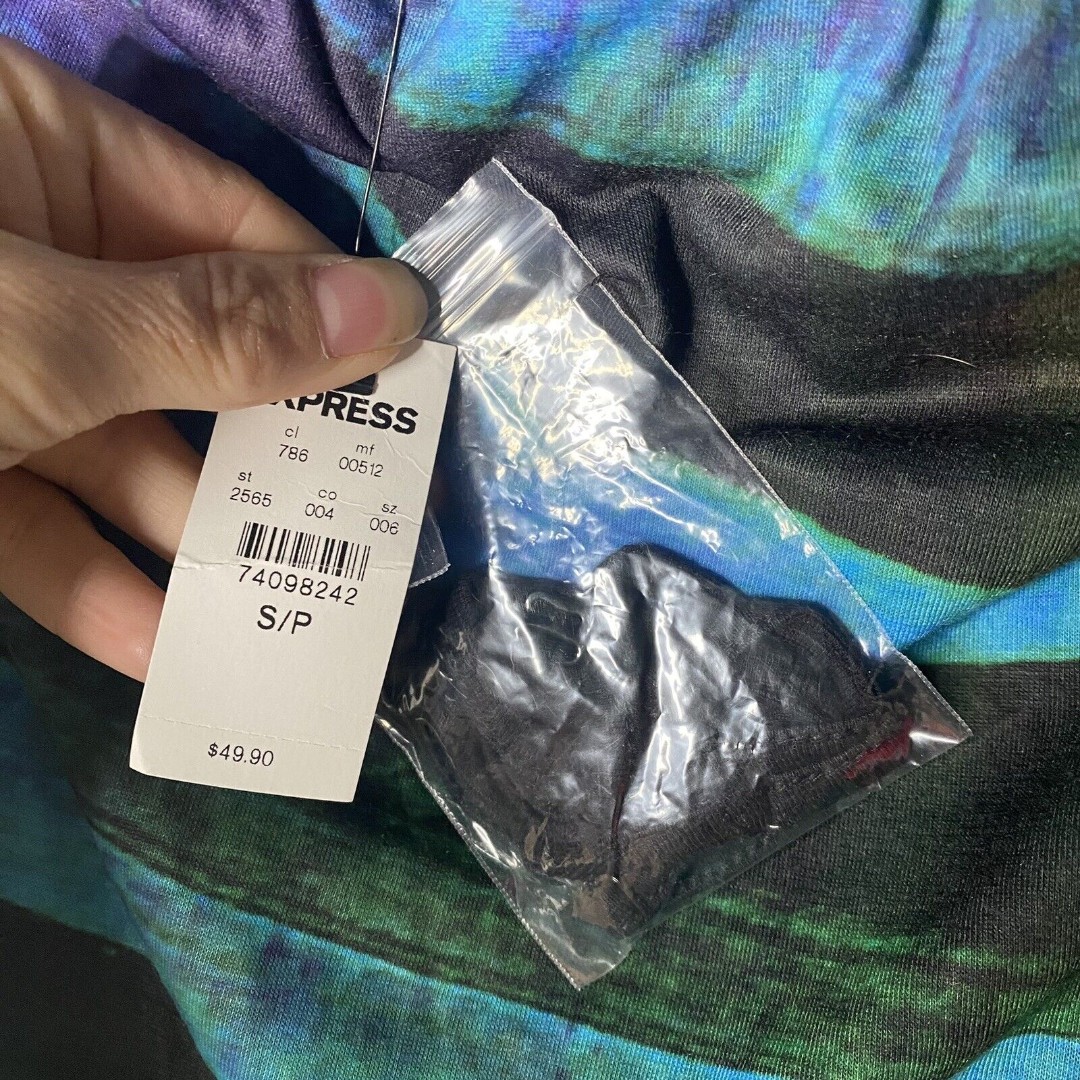 XPRESS
cl mf
786 00512
st co sz
2565 004 006
74098242
S/P
$49.90